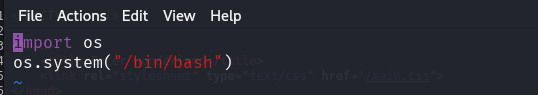 File Actions Edit View Help
import os
os.system("/bin/bash")
~